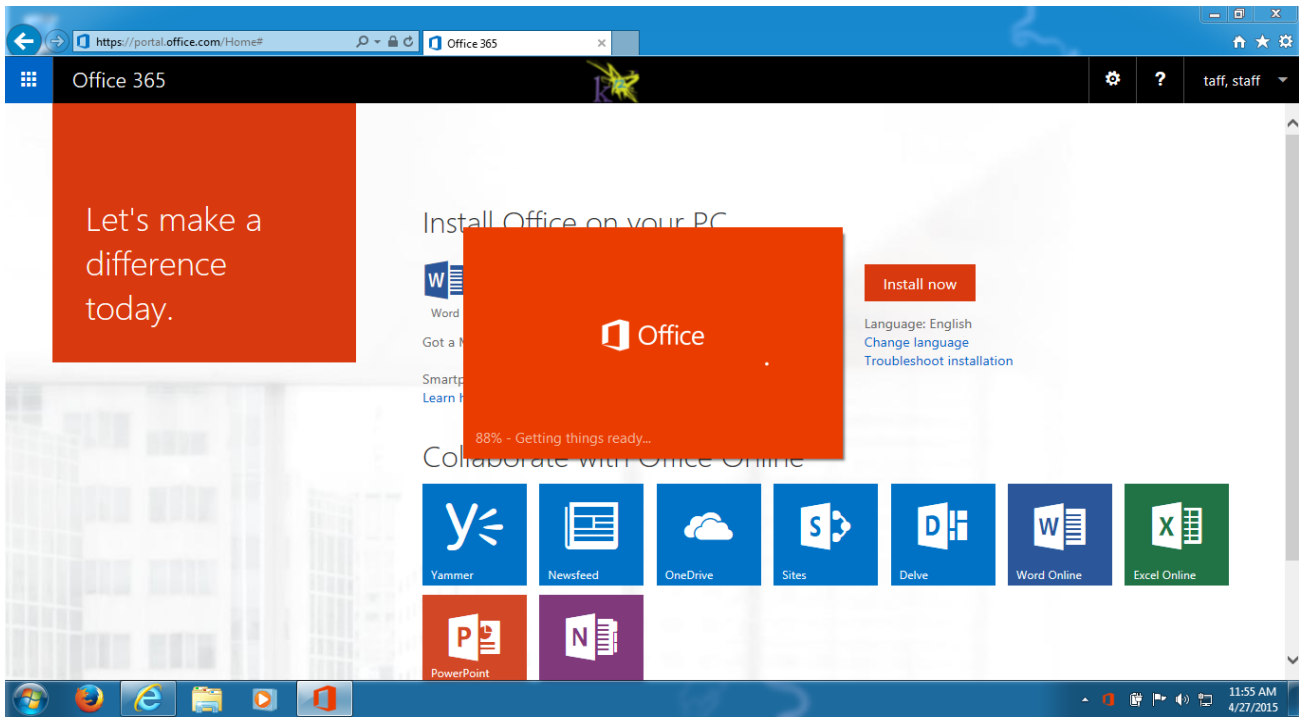 https://portal.office.com/Home#
Office 365
Office 365
?
taff, staff
Let's make a
difference
today.
Install Office on your PC
Word
Got a
Install now
Language: English
Change language
Troubleshoot installation
Office
88% - Getting things ready...
Learn
Collaborate with Office Online
Yammer
Newsfeed
OneDrive
Sites
Delve
Word Online
Excel Online
PowerPoint
11:55 AM
4/27/2015